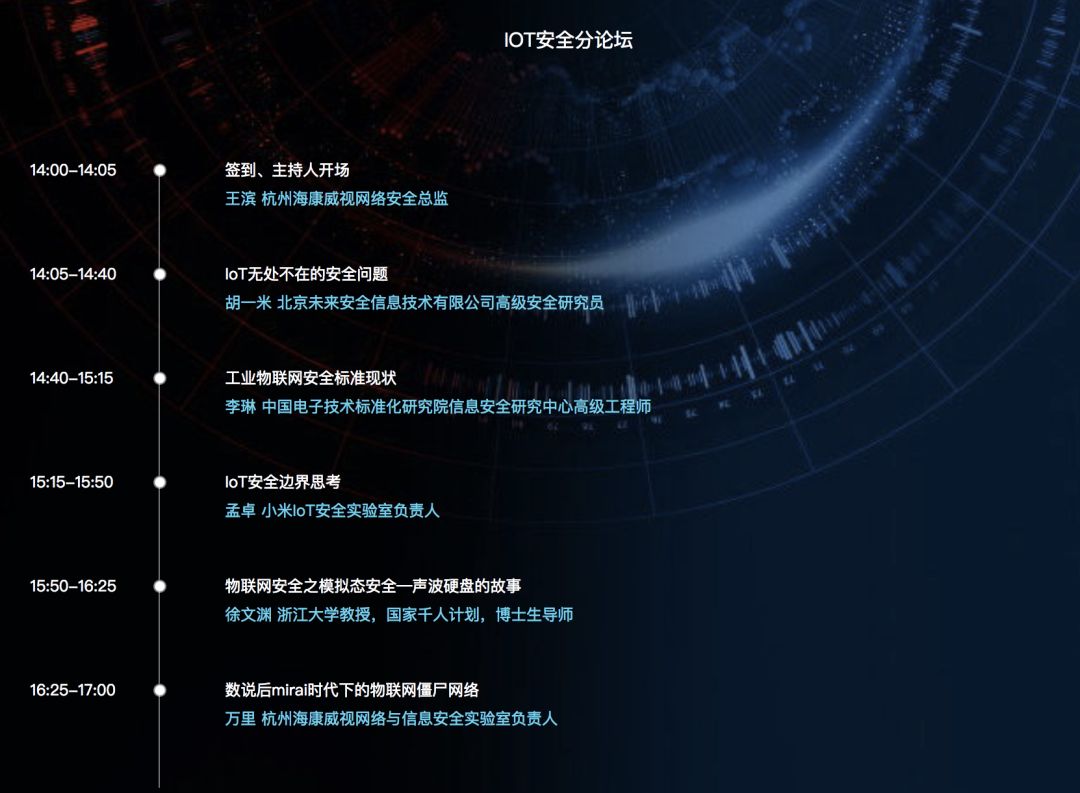 IOT安全分论坛
14:00-14:05
签到、主持人开场
王滨 杭州海康威视网络安全总监
14:05-14:40
IoT无处不在的安全问题
胡一米 北京未来安全信息技术有限公司高级安全研究员
14:40-15:15
工业物联网安全标准现状
李琳 中国电子技术标准化研究院信息安全研究中心高级工程师
15:15-15:50
IoT安全边界思考
孟卓 小米IoT安全实验室负责人
15:50-16:25
物联网安全之模拟态安全—声波硬盘的故事
徐文渊 浙江大学教授，国家千人计划，博士生导师
16:25-17:00
数说后mirai时代下的物联网僵尸网络
万里 杭州海康威视网络与信息安全实验室负责人